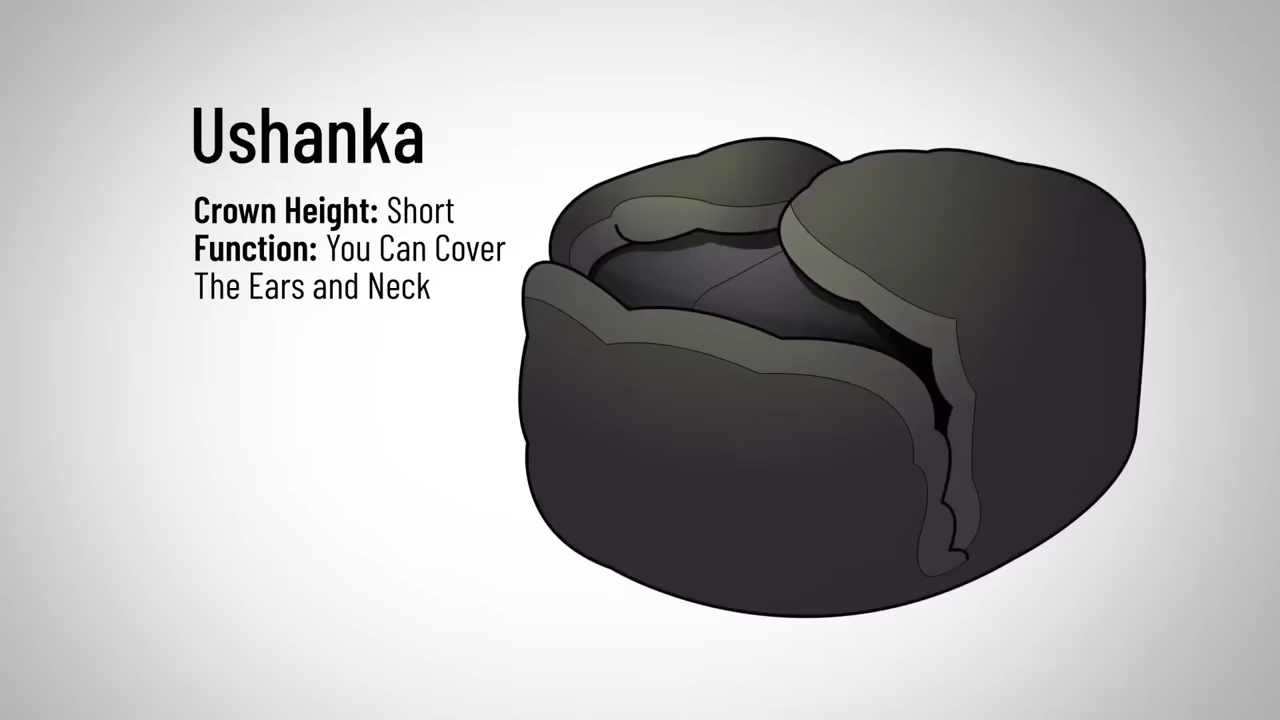 Ushanka
Crown Height: Short
Function: You Can Cover
The Ears and Neck